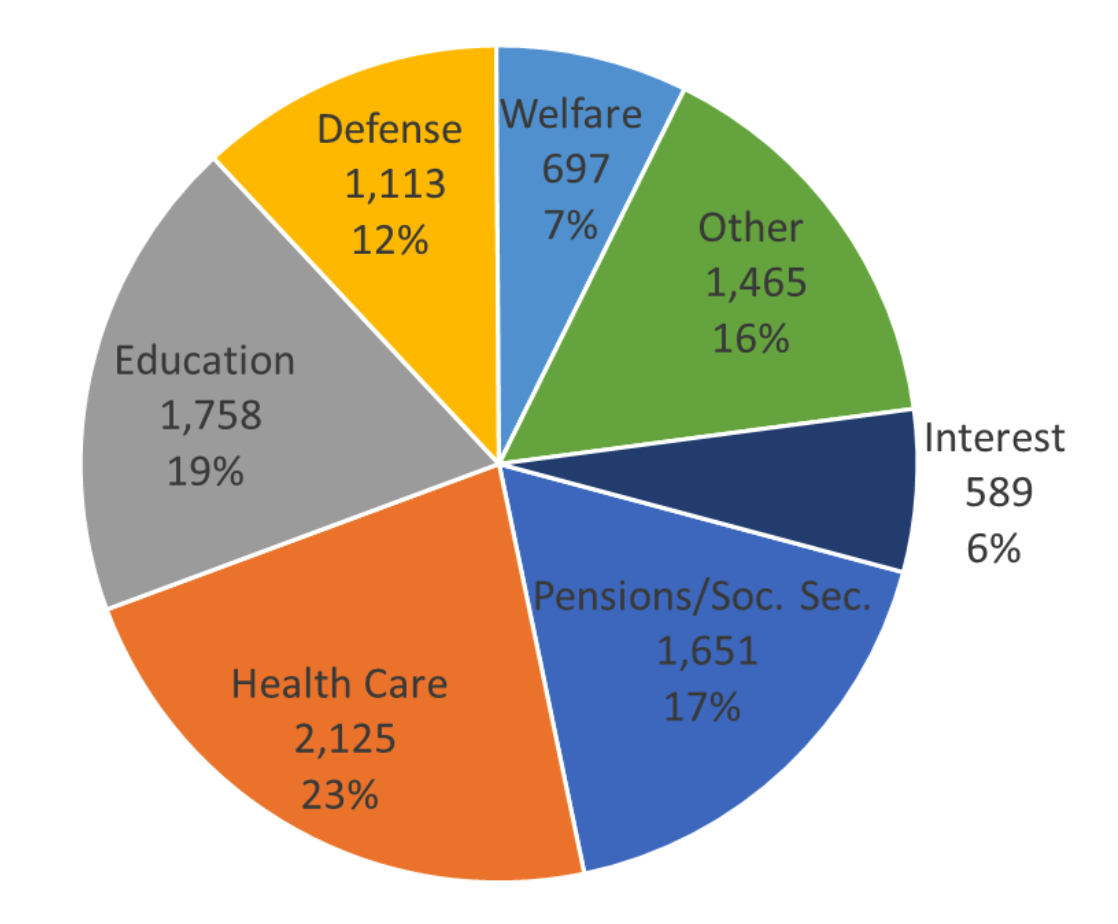 Defense
1,113
12%
Welfare
697
7%
Other
1,465
16%
Interest
589
6%
Pensions/Soc. Sec.
1,651
17%
Health Care
2,125
23%
Education
1,758
19%